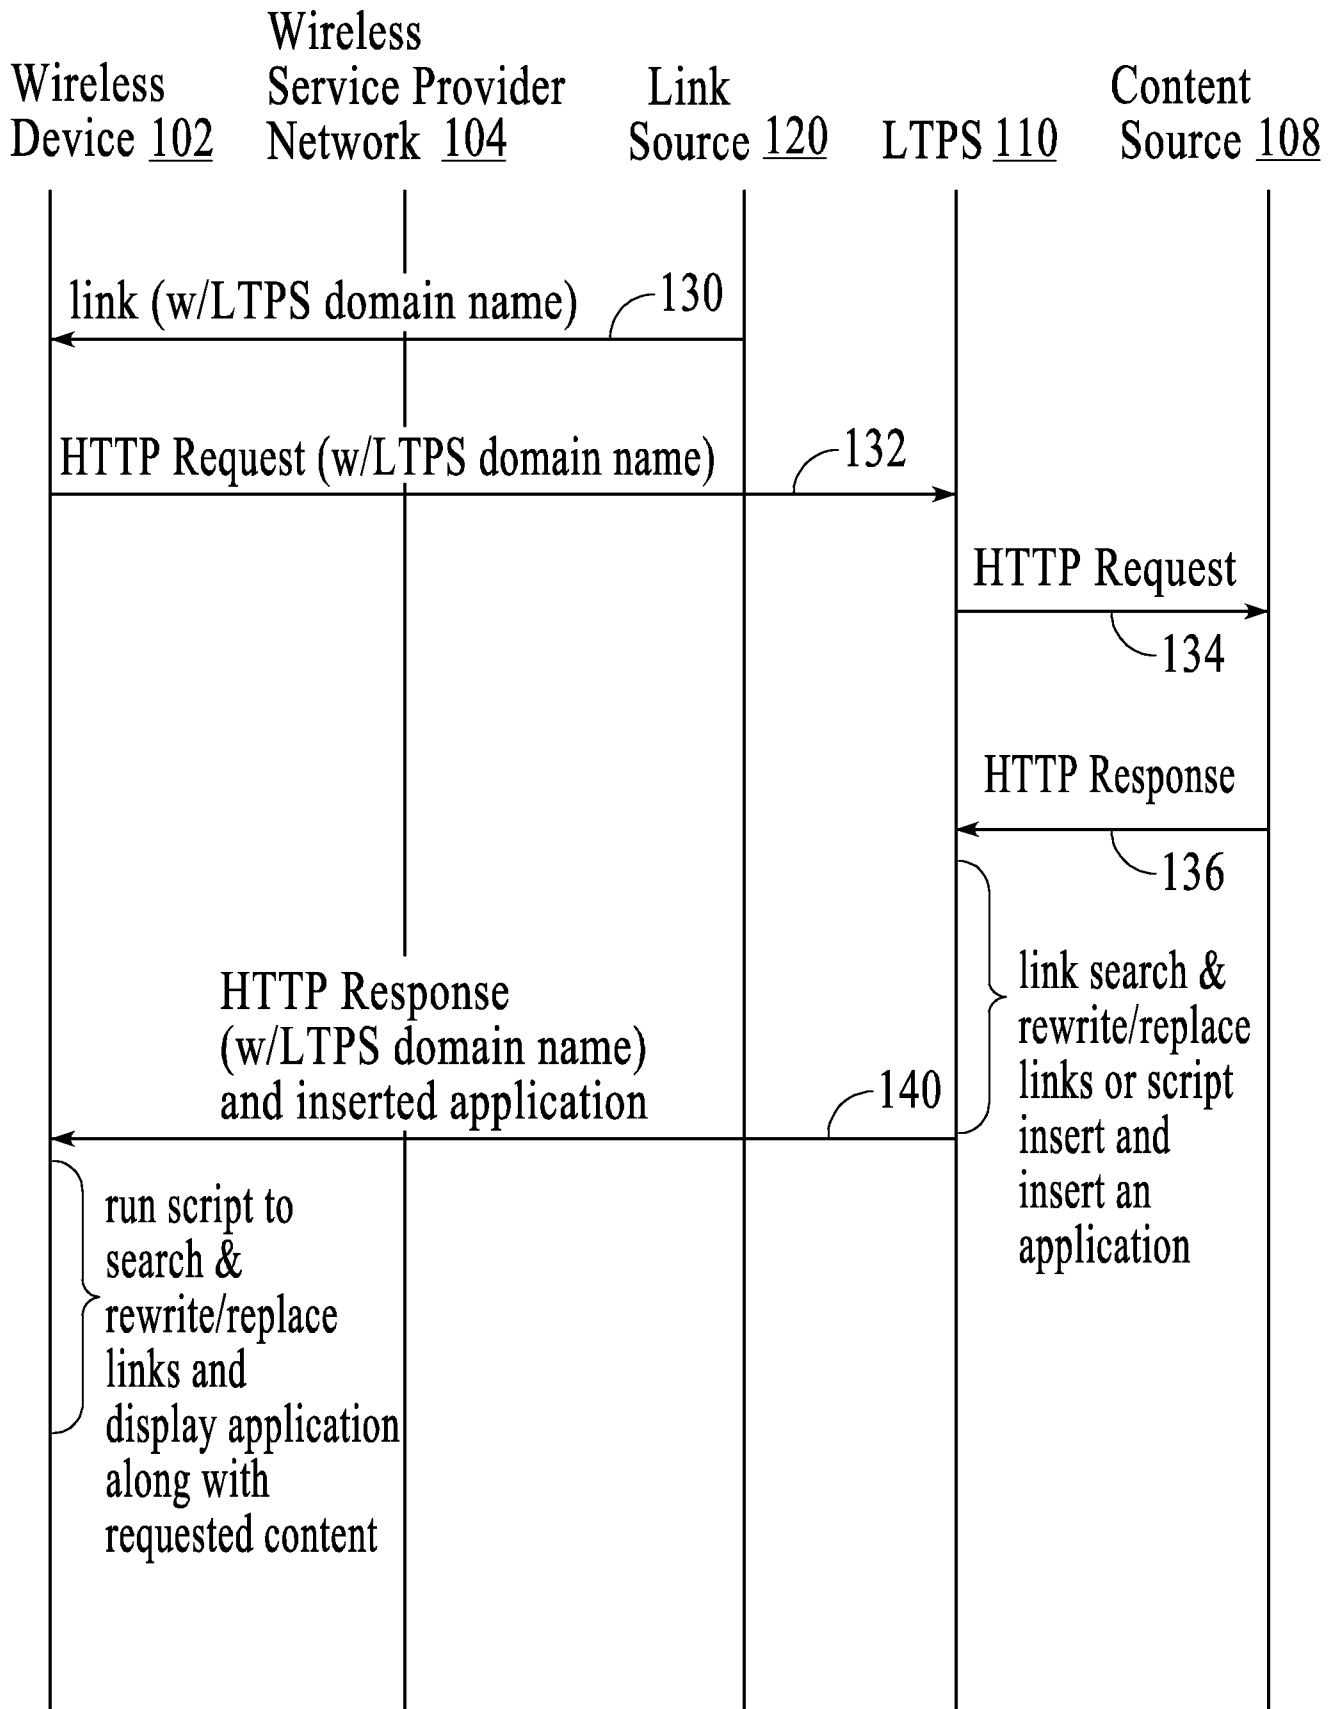 Wireless
Device 102
Wireless
Service Provider
Network 104
Link
Source 120
LTPS 110
Content
Source 108
link (w/LTPS domain name)
130
HTTP Request (w/LTPS domain name)
132
HTTP Request
134
HTTP Response
136
link search &
rewrite/replace
links or script
insert and
insert an
application
HTTP Response
(w/LTPS domain name)
and inserted application
140
run script to
search &
rewrite/replace
links and
display application
along with
requested content